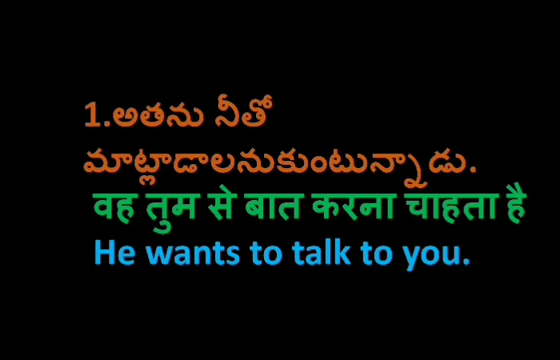 1.అతను నీతో
మాట్లాడాలనుకుంటున్నాడు.
वह तुम से बात करना चाहता है
He wants to talk to you.